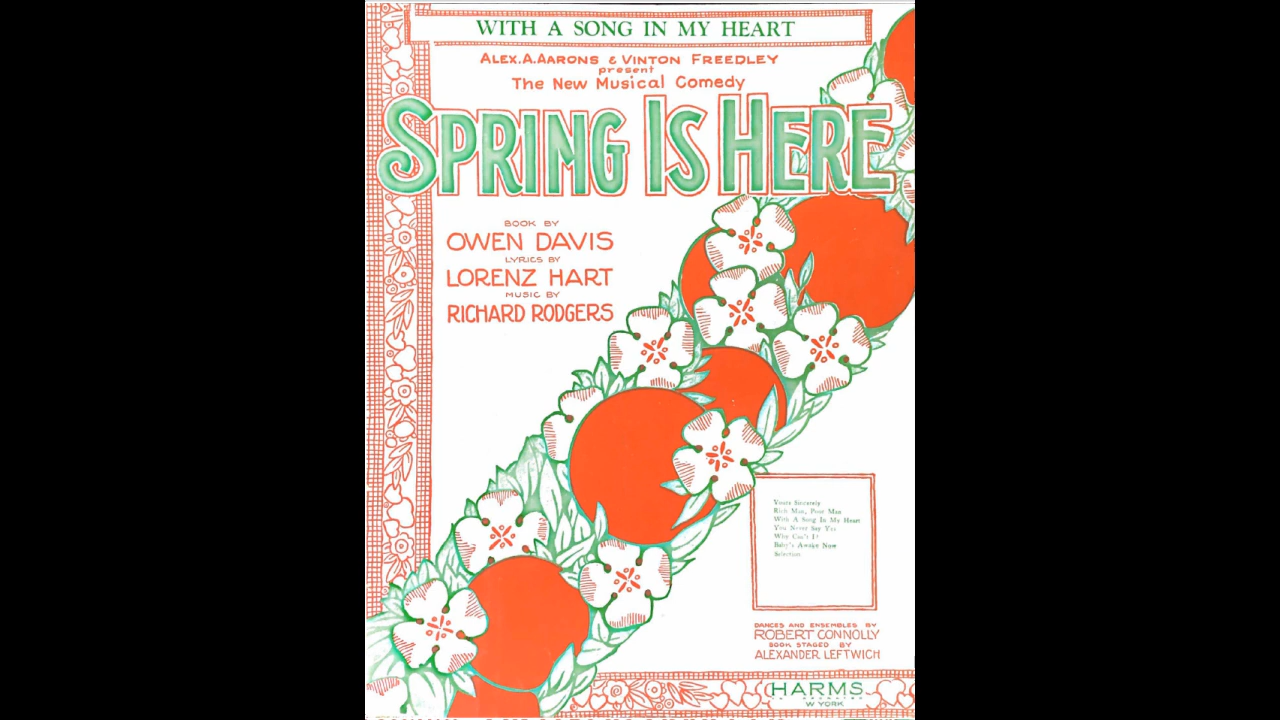 WITH A SONG IN MY HEART
ALEX.A.AARONS & VINTON FREEDLEY
present
The New Musical Comedy
SPRING IS HERE
BOOK BY
OWEN DAVIS
LYRICS BY
LORENZ HART
MUSIC BY
RICHARD RODGERS
Yours Sincerely
Rich Man, Poor Man
With A Song In My Heart
You Never Say Yes
Why Can't I?
Baby's Awake Now
Selection
DANCES AND ENSEMBLES BY
ROBERT CONNOLLY
BOOK STAGED BY
ALEXANDER LEFTWICH
HARMS
W YORK